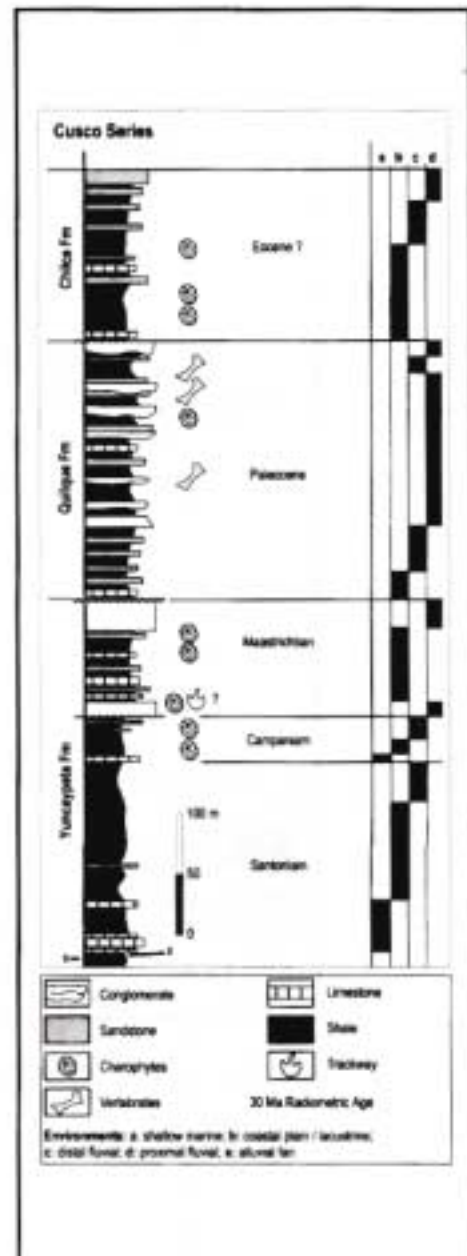 Cusco Series
a b c d
Chilca Fm
Eocene ?
Quilque Fm
Paleocene
Maastrichtian
?
Yuncaypata Fm
Campanian
100 m
50
0
Santonian
Conglomerate
Limestone
Sandstone
Shale
Charophytes
Trackway
Vertebrates
30 Ma Radiometric Age
Environments: a: shallow marine; b: coastal plain / lacustrine;
c: distal fluvial; d: proximal fluvial; e: alluvial fan